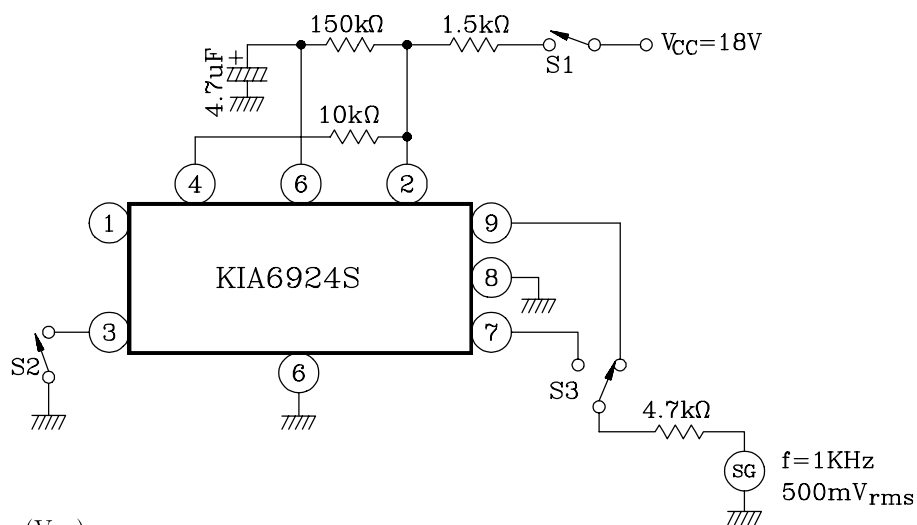 150kΩ
1.5kΩ
4.7uF
+
S1
VCC=18V
10kΩ
4
6
2
1
9
KIA6924S
8
3
7
S2
6
S3
4.7kΩ
SG
f=1KHz
500mVrms